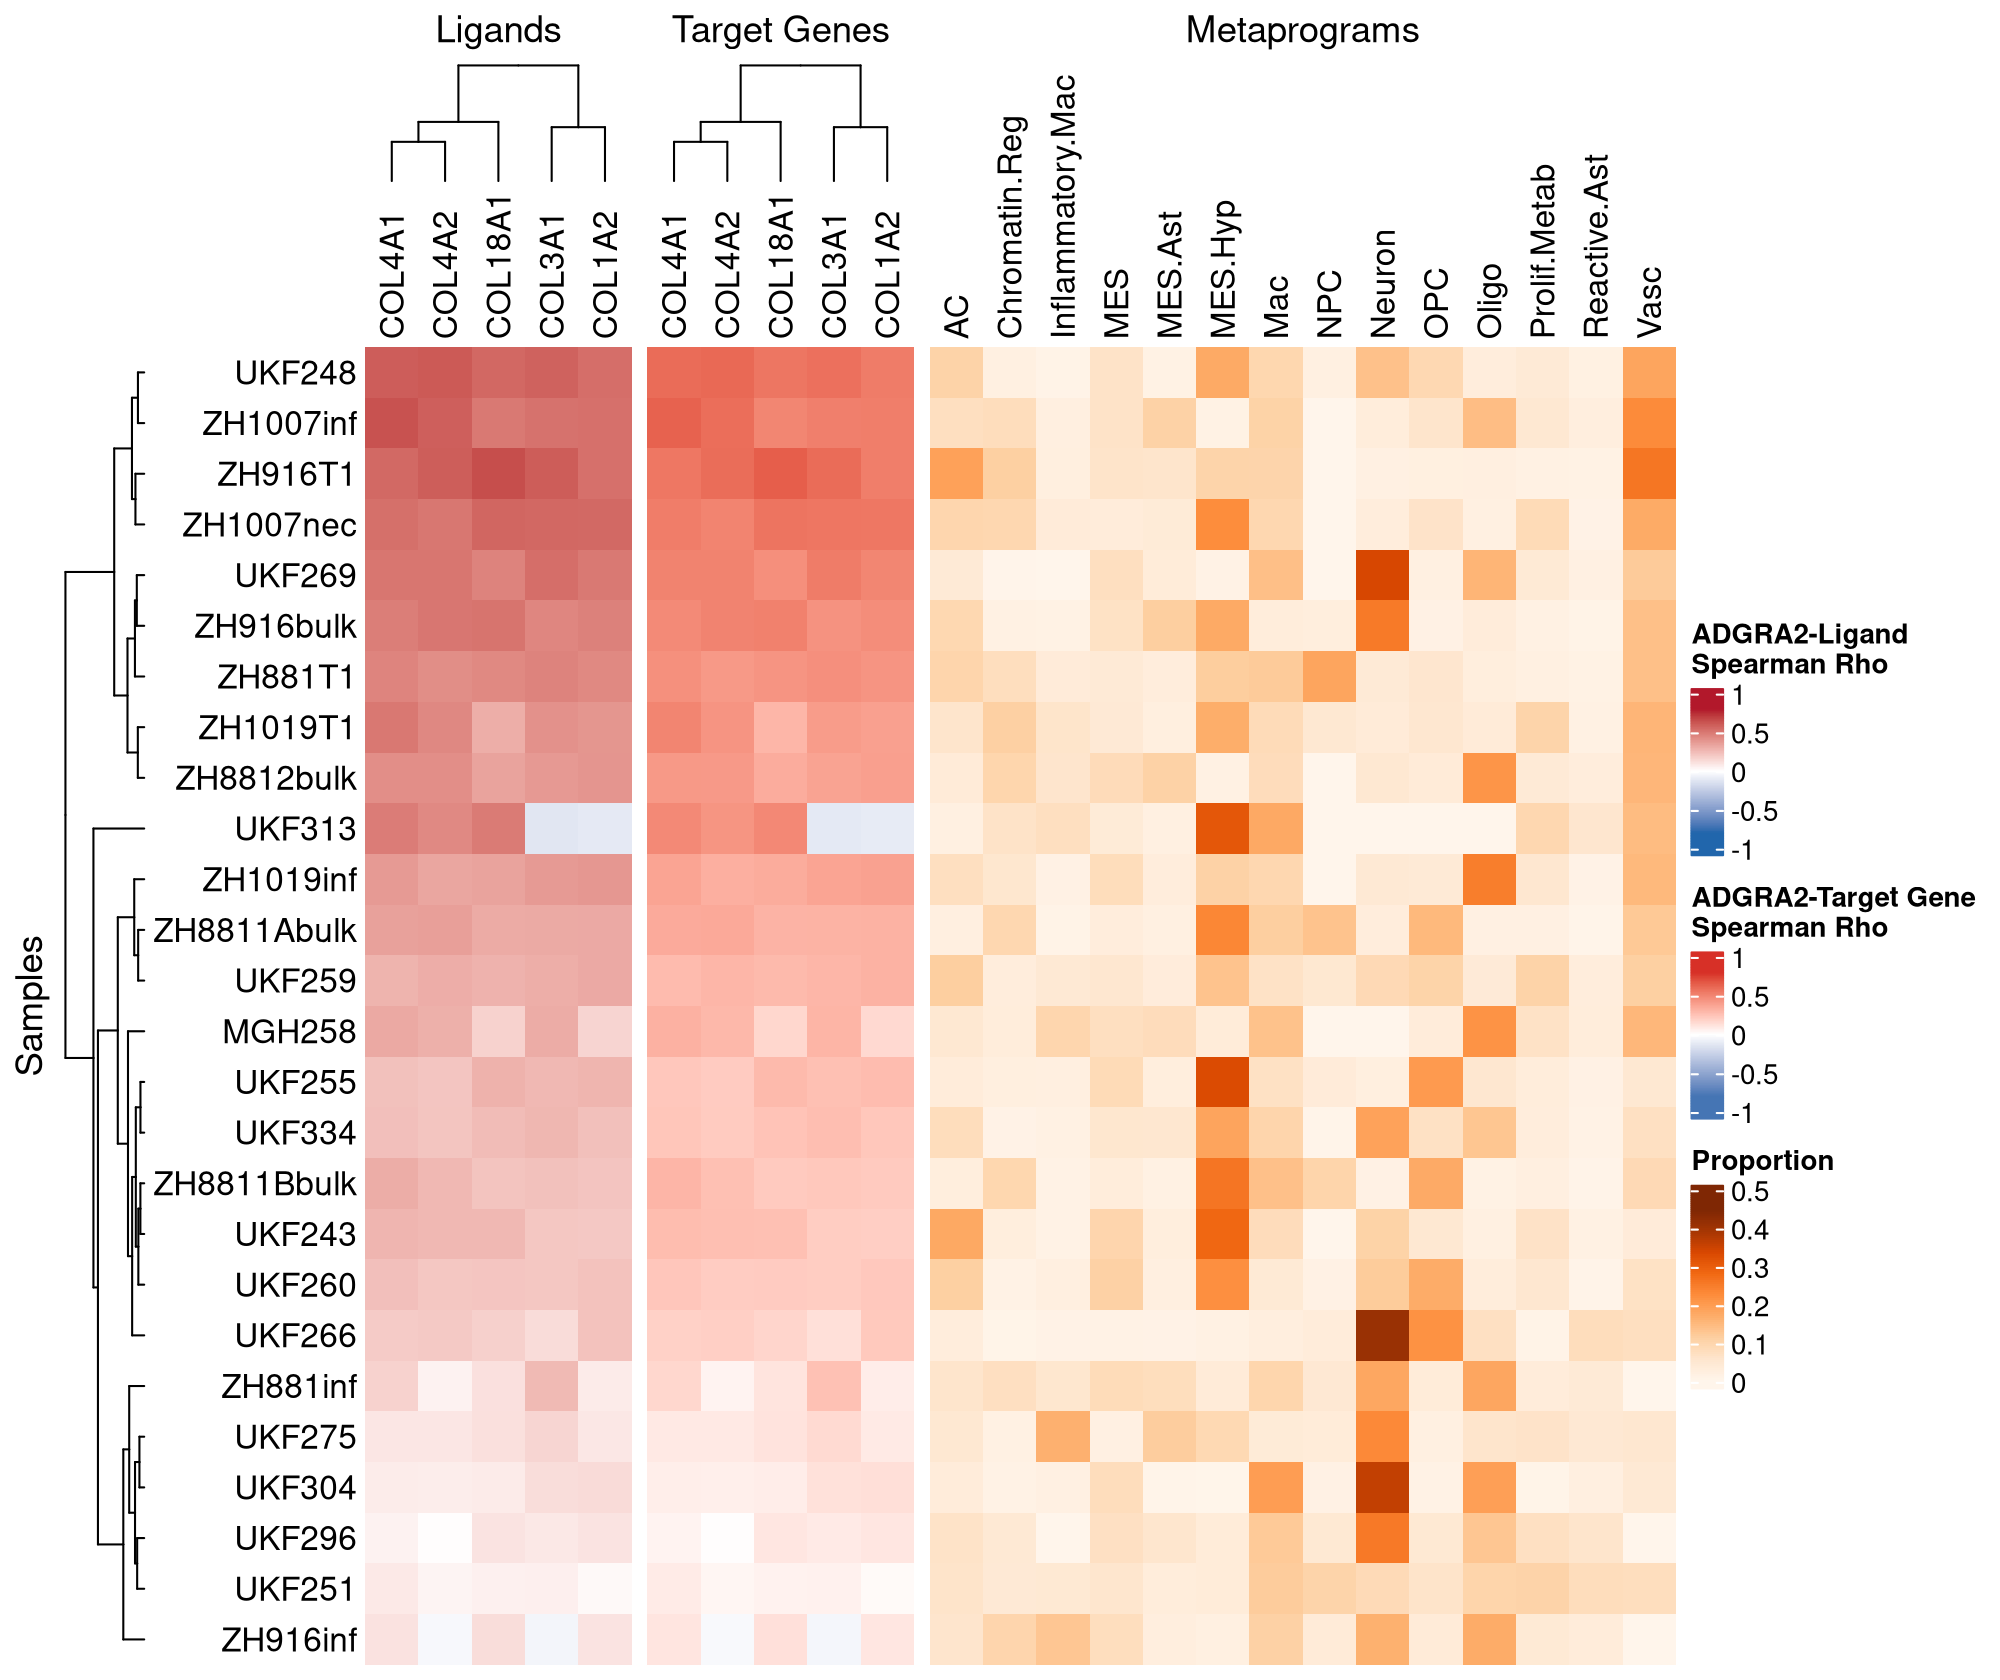 Ligands
Target Genes
Metaprograms
COL4A1
COL4A2
COL18A1
COL3A1
COL1A2
COL4A1
COL4A2
COL18A1
COL3A1
COL1A2
AC
Chromatin.Reg
Inflammatory.Mac
MES
MES.Ast
MES.Hyp
Mac
NPC
Neuron
OPC
Oligo
Prolif.Metab
Reactive.Ast
Vasc
Samples
UKF248
ZH1007inf
ZH916T1
ZH1007nec
UKF269
ZH916bulk
ZH881T1
ZH1019T1
ZH8812bulk
UKF313
ZH1019inf
ZH8811Abulk
UKF259
MGH258
UKF255
UKF334
ZH8811Bbulk
UKF243
UKF260
UKF266
ZH881inf
UKF275
UKF304
UKF296
UKF251
ZH916inf
ADGRA2-Ligand
Spearman Rho
1
0.5
0
-0.5
-1
ADGRA2-Target Gene
Spearman Rho
1
0.5
0
-0.5
-1
Proportion
0.5
0.4
0.3
0.2
0.1
0